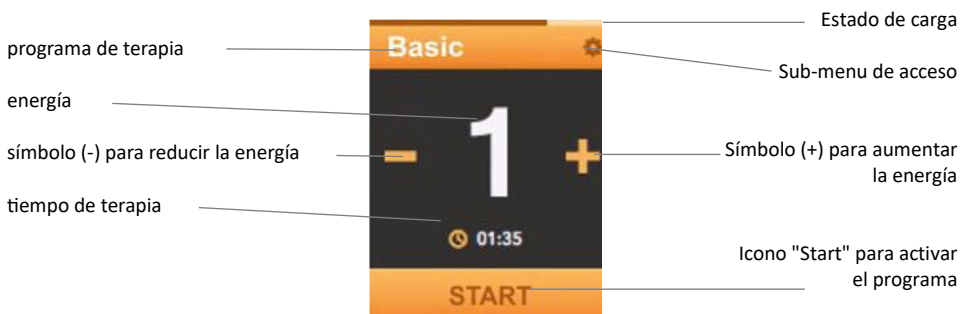 Estado de carga
programa de terapia
Basic
Sub-menu de acceso
energía
1
símbolo (-) para reducir la energía
-
+
Símbolo (+) para aumentar
la energía
tiempo de terapia
01:35
Icono "Start" para activar
el programa
START